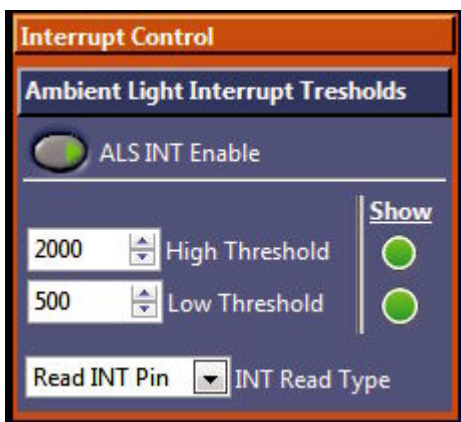 Interrupt Control
Ambient Light Interrupt Tresholds
ALS INT Enable
Show
2000 High Threshold
500 Low Threshold
Read INT Pin INT Read Type